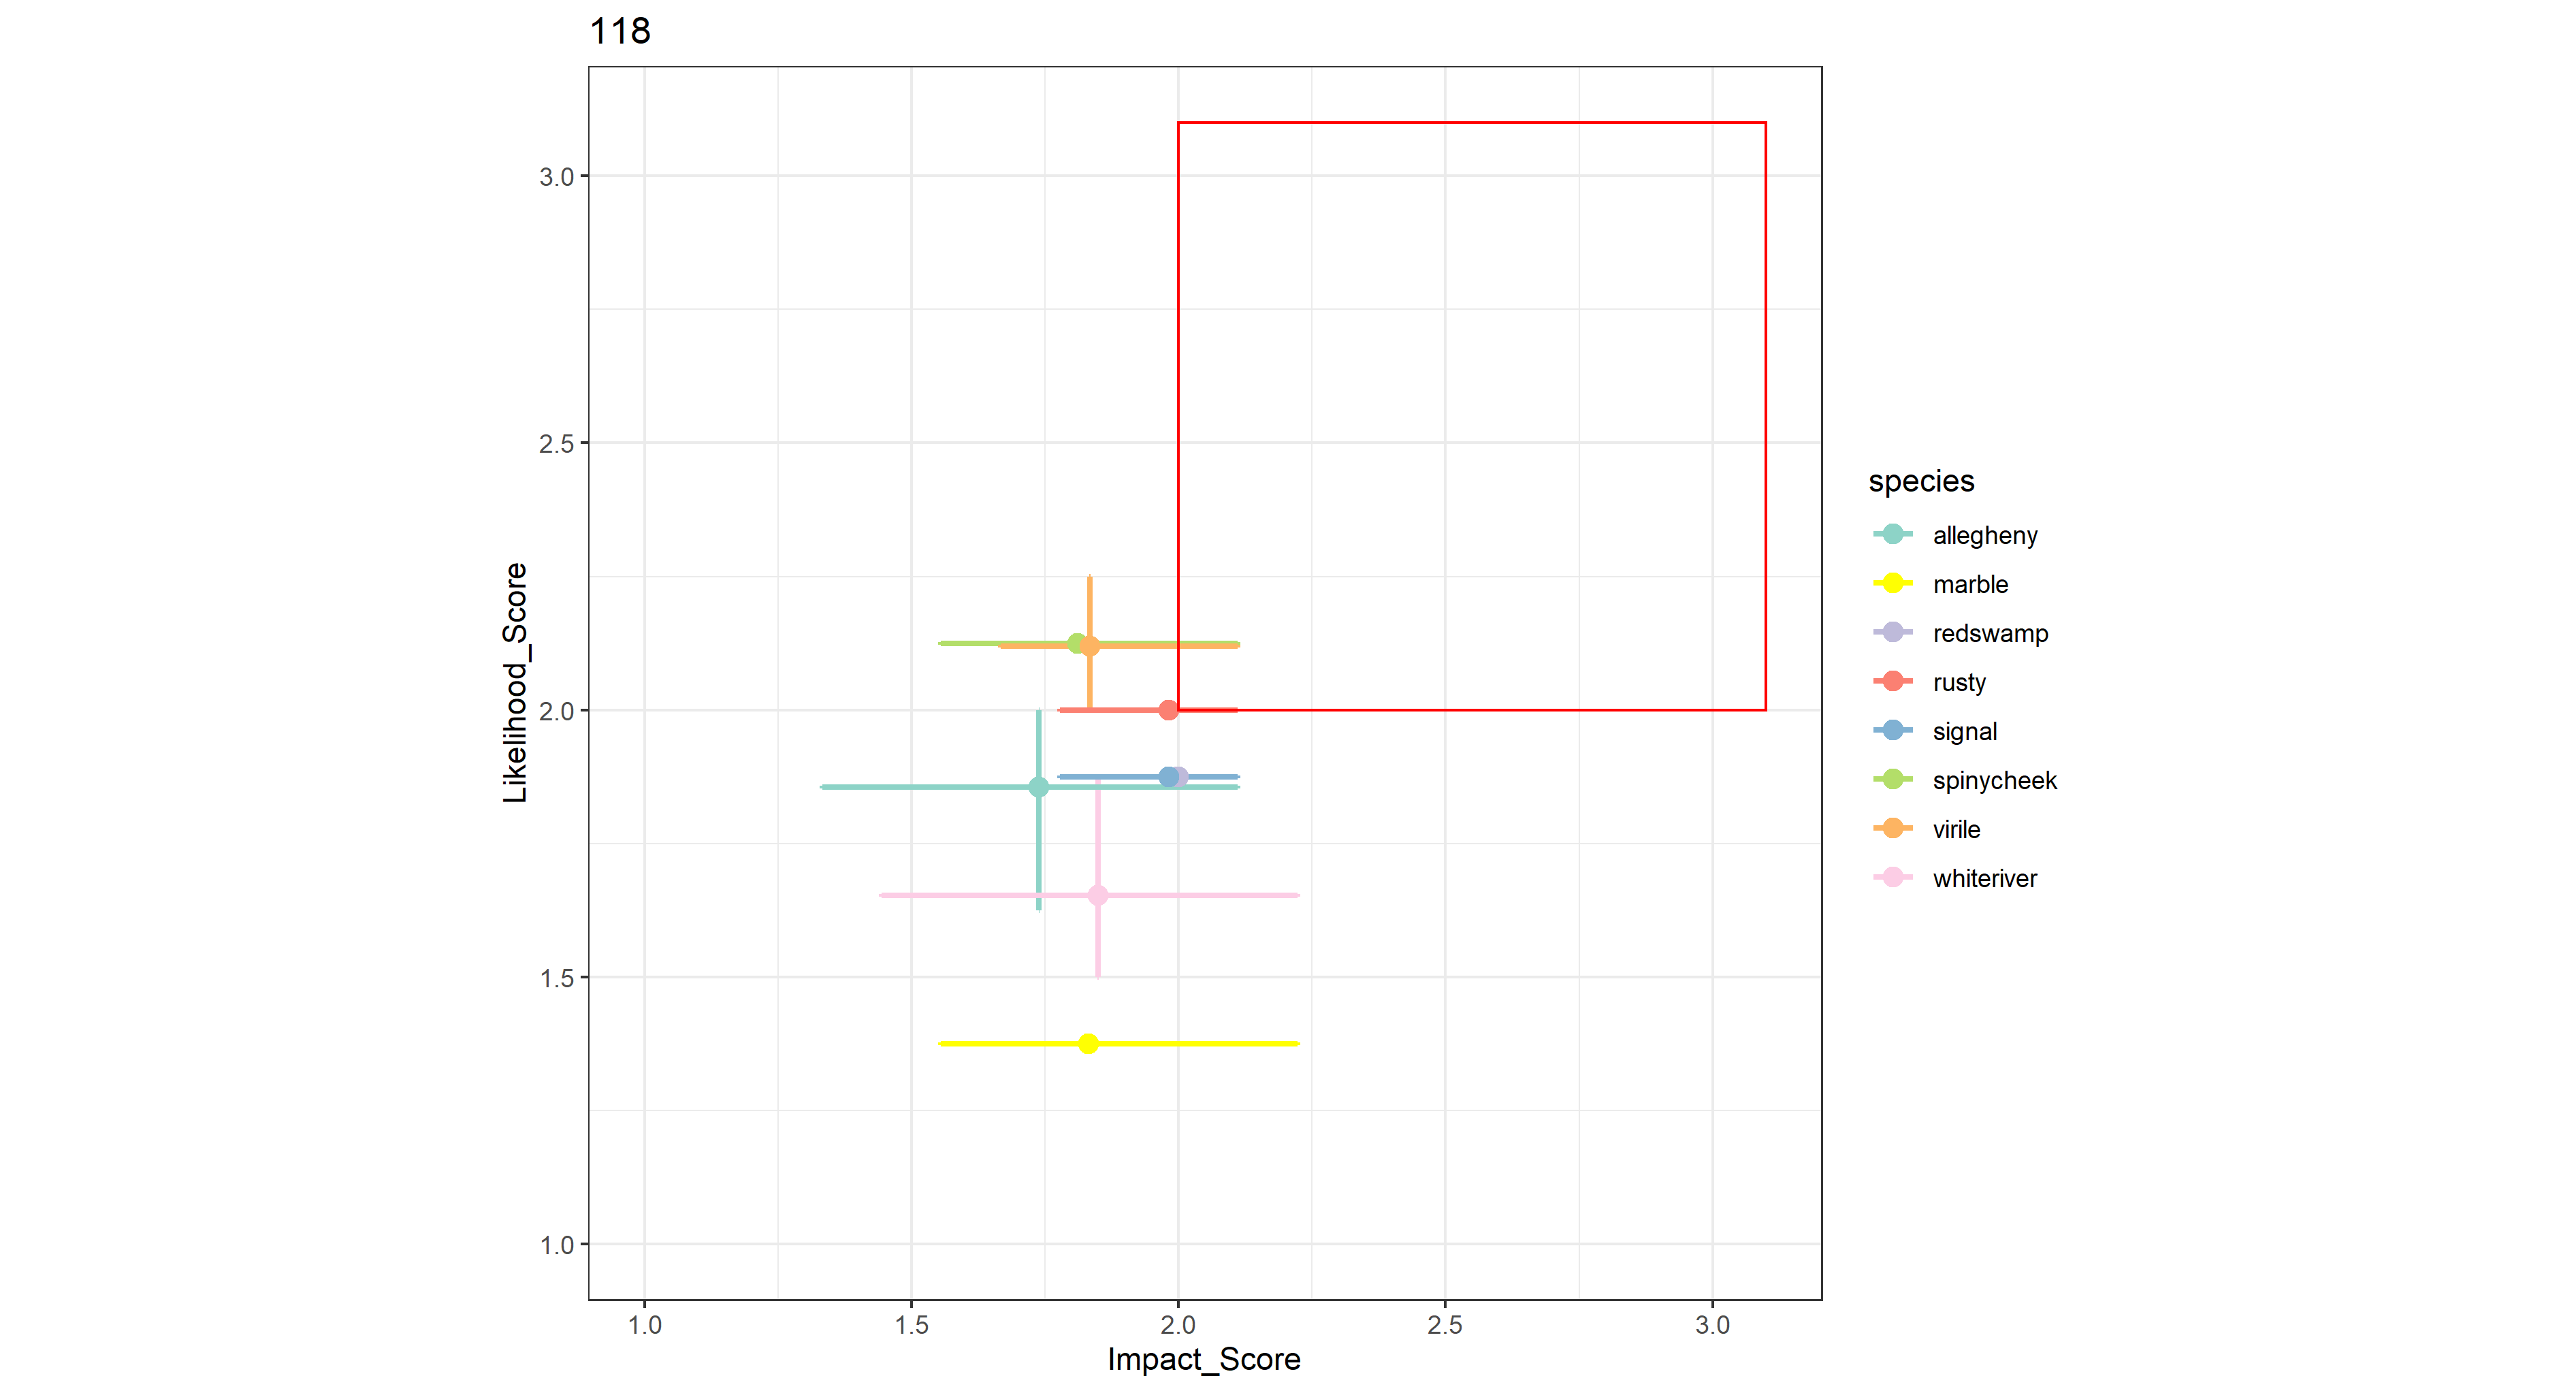 118
Likelihood_Score
3.0
2.5
2.0
1.5
1.0
1.0 1.5 2.0 2.5 3.0
Impact_Score
species
allegheny
marble
redswamp
rusty
signal
spinycheek
virile
whiteriver